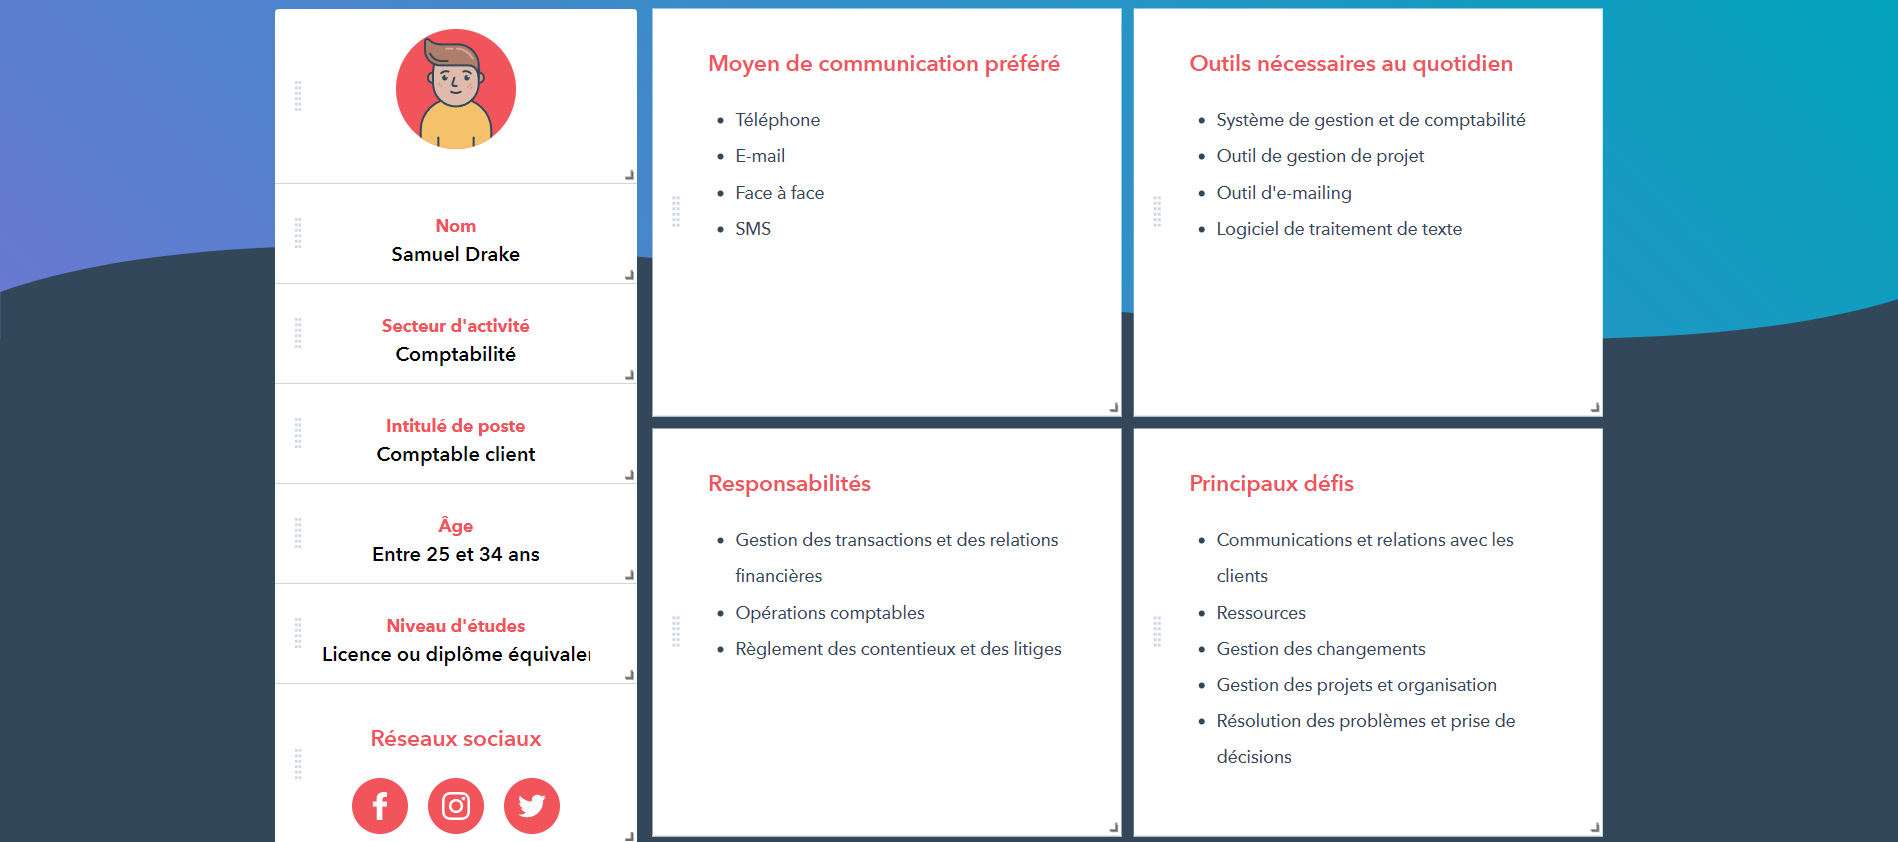 Nom
Samuel Drake
Secteur d'activité
Comptabilité
Intitulé de poste
Comptable client
Âge
Entre 25 et 34 ans
Niveau d'études
Licence ou diplôme
Réseaux sociaux
Moyen de communication préféré
Téléphone
E-mail
Face à face
SMS
Outils nécessaires au quotidien
Système de gestion et de comptabilité
Outil de gestion de projet
Outil d'e-mailing
Logiciel de traitement de texte
Responsabilités
Gestion des transactions et des relations
financières
Opérations comptables
Règlement des contentieux et des litiges
Principaux défis
Communications et relations avec les
clients
Ressources
Gestion des changements
Gestion des projets et organisation
Résolution des problèmes et prise de
décisions